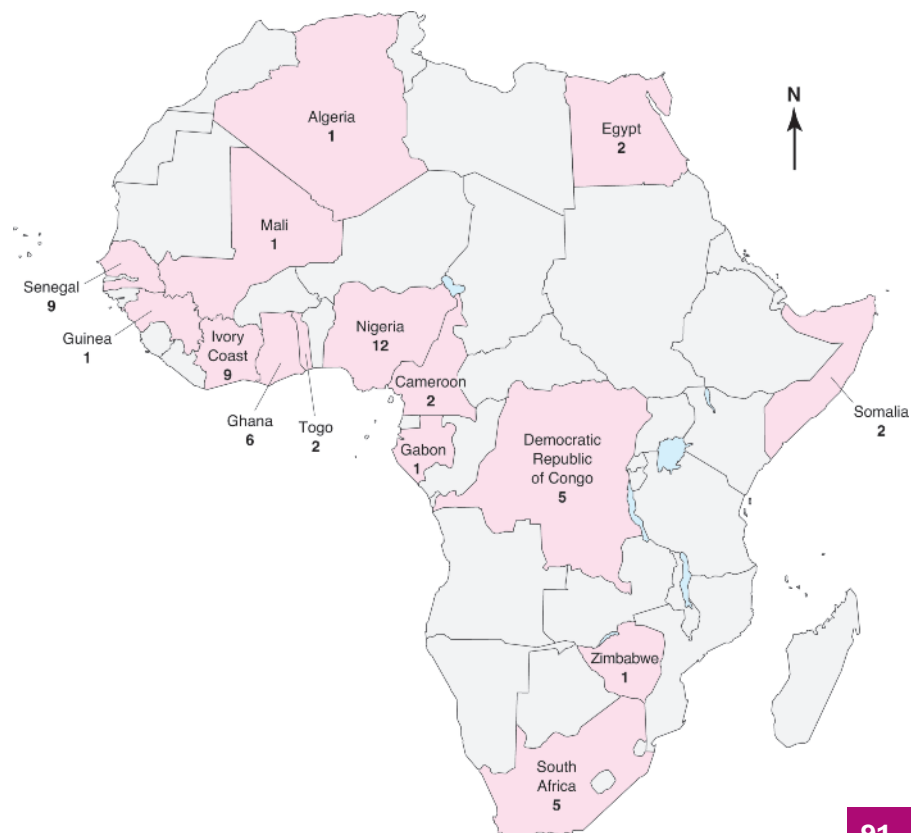 N
Algeria
1
Egypt
2
Mali
1
Senegal
9
Guinea
1
Ivory
Coast
9
Nigeria
12
Cameroon
2
Ghana
6
Togo
2
Gabon
1
Democratic
Republic
of Congo
5
Somalia
2
Zimbabwe
1
South
Africa
5
91